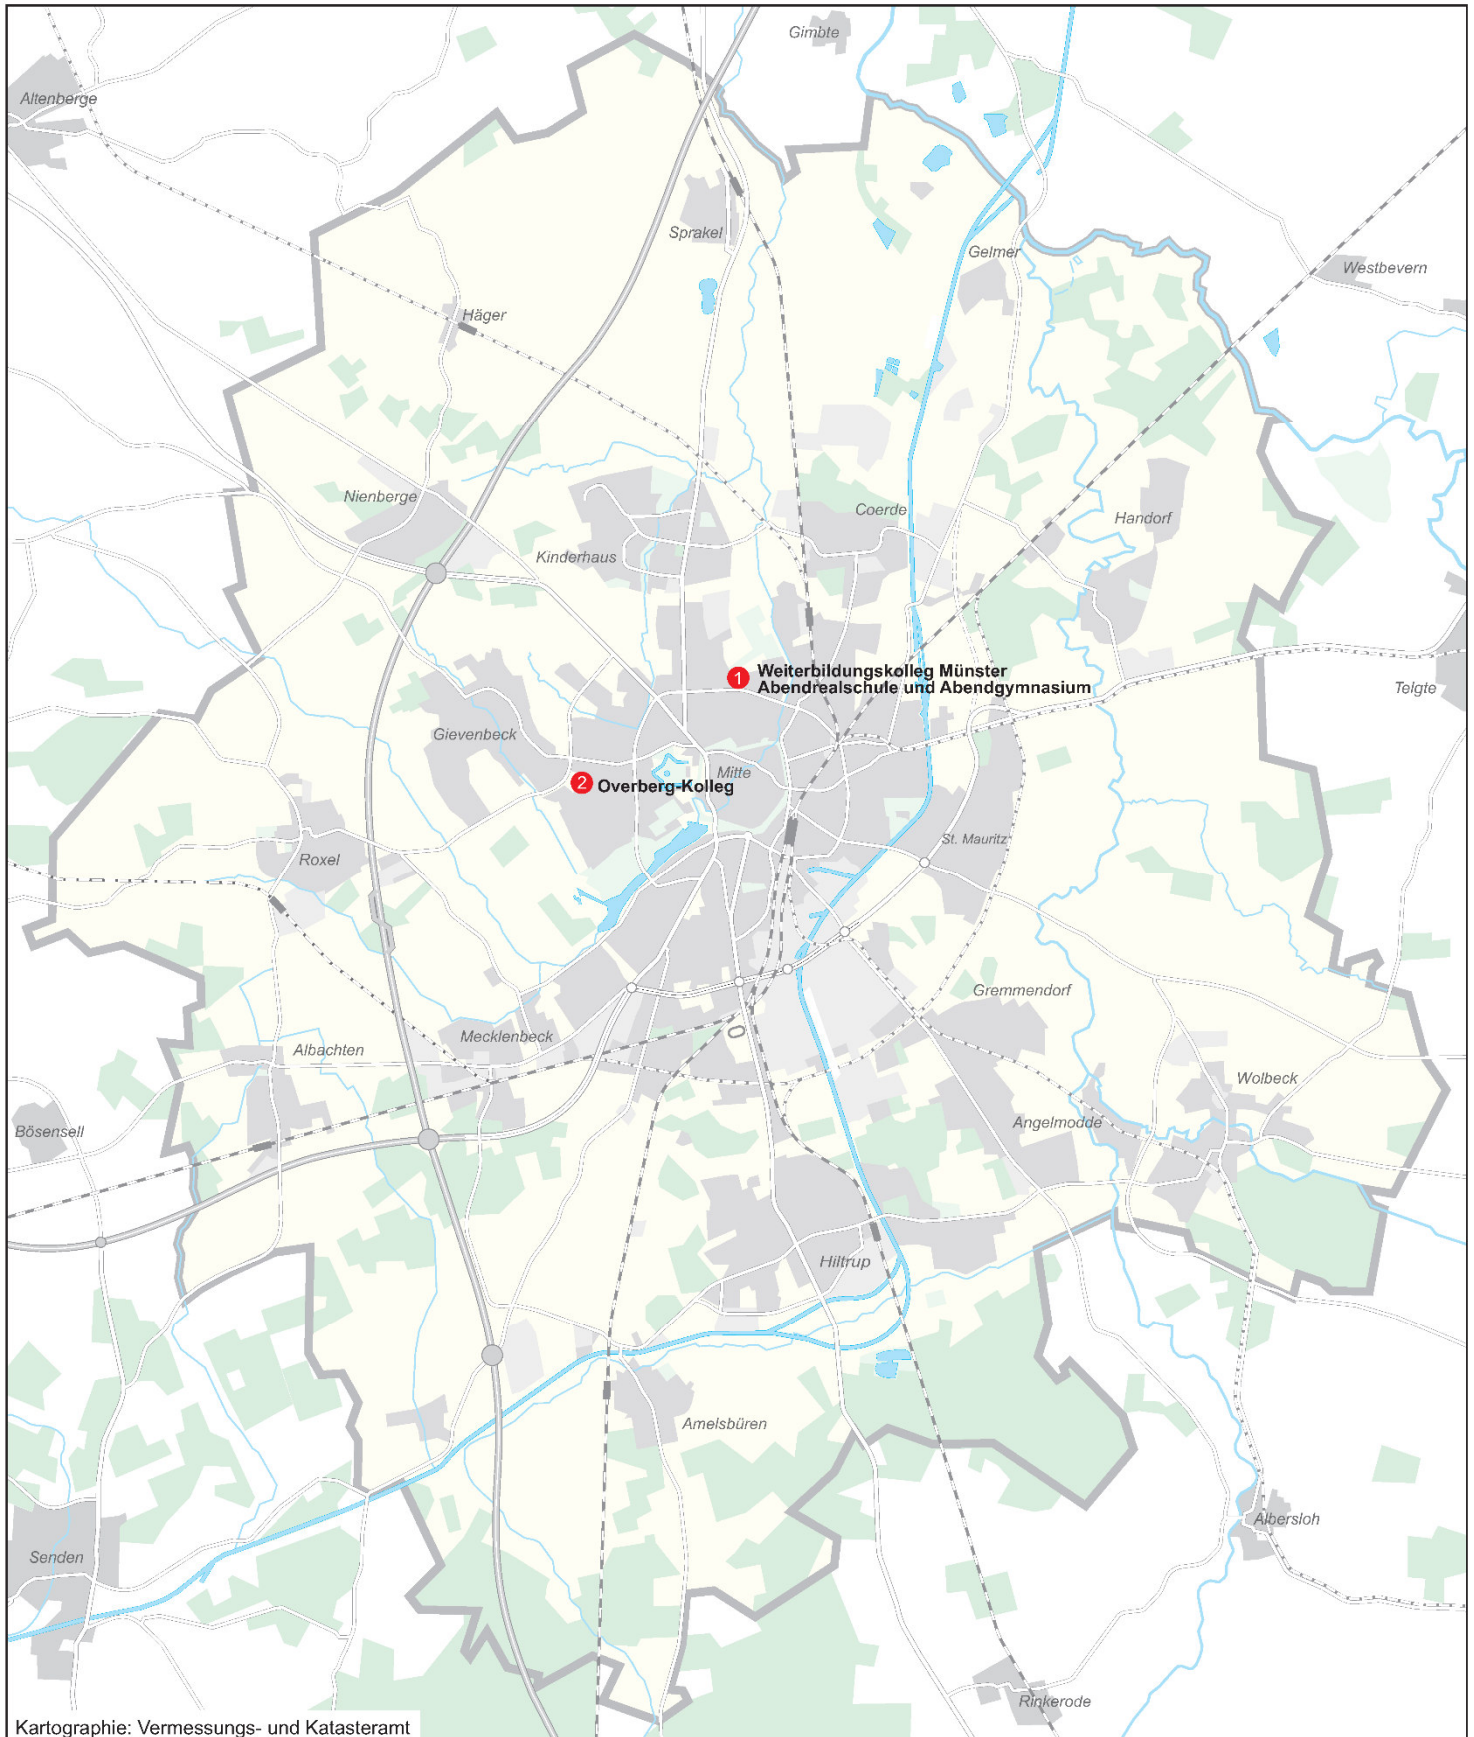 Gimbte
Altenberge
Sprakel
Gelmer
Westbevern
Häger
Nienberge
Coerde
Handorf
Kinderhaus
1 Weiterbildungskolleg Münster
Abendrealschule und Abendgymnasium
Telgte
Gievenbeck
Mitte
2 Overberg-Kolleg
St. Mauritz
Roxel
Gremmendorf
Mecklenbeck
Albachten
Wolbeck
Angelmodde
Bösensell
Hiltrup
Amelsbüren
Albersloh
Senden
Rinkerode
Kartographie: Vermessungs- und Katasteramt